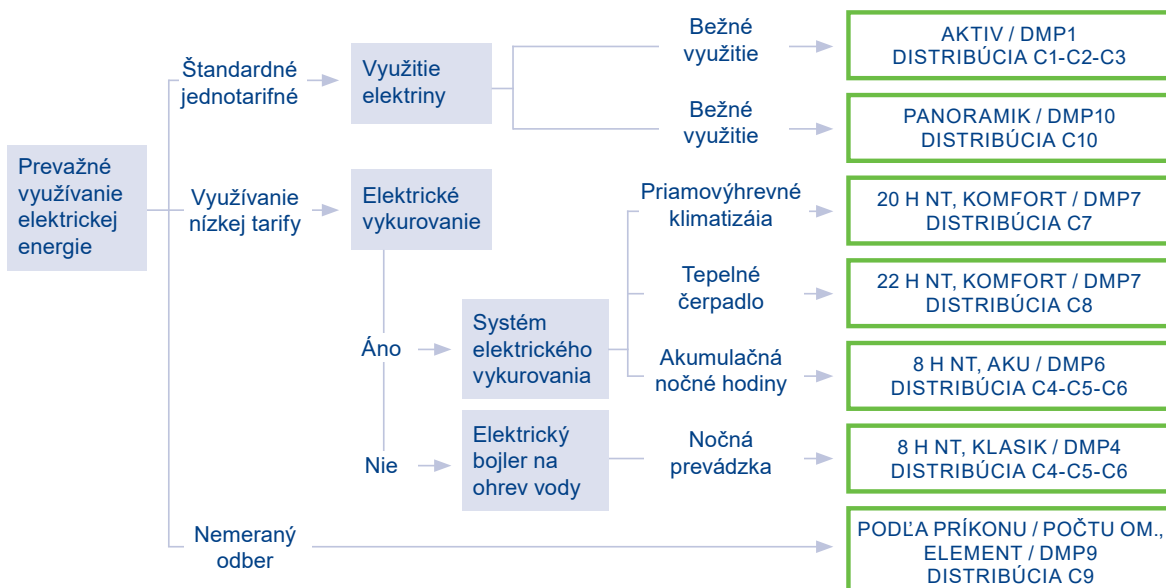 Prevažné
využívanie
elektrickej
energie
Štandardné
jednotarifné
Využitie
elektriny
Bežné
využitie
AKTIV / DMP1
DISTRIBÚCIA C1-C2-C3
Bežné
využitie
PANORAMIK / DMP10
DISTRIBÚCIA C10
Využívanie
nízkej tarify
Elektrické
vykurovanie
Áno
Systém
elektrického
vykurovania
Priamovýhrevné
klimatizáia
20 H NT, KOMFORT / DMP7
DISTRIBÚCIA C7
Tepelné
čerpadlo
22 H NT, KOMFORT / DMP7
DISTRIBÚCIA C8
Akumulačná
nočné hodiny
8 H NT, AKU / DMP6
DISTRIBÚCIA C4-C5-C6
Nie
Elektrický
bojler na
ohrev vody
Nočná
prevádzka
8 H NT, KLASIK / DMP4
DISTRIBÚCIA C4-C5-C6
Nemeraný
odber
PODĽA PRÍKONU / POČTU OM.,
ELEMENT / DMP9
DISTRIBÚCIA C9